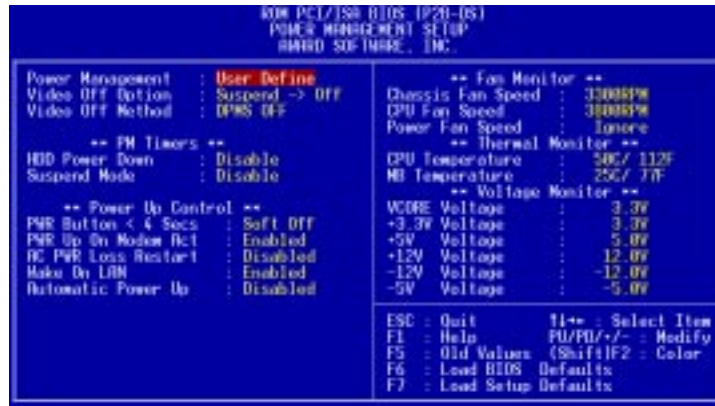 ROM PCI/ISA BIOS (P2B-DS)
POWER MANAGEMENT SETUP
AWARD SOFTWARE, INC.
Power Management : User Define
Video Off Option : Suspend -> Off
Video Off Method : DPMS OFF
** PM Timers **
HDD Power Down : Disable
Suspend Mode : Disable
** Power Up Control **
PWR Button < 4 Secs : Soft Off
PWR Up On Modem Act : Enabled
AC PWR Loss Restart : Disabled
Wake On LAN : Enabled
Automatic Power Up : Disabled
** Fan Monitor **
Chassis Fan Speed : 3300RPM
CPU Fan Speed : 3800RPM
Power Fan Speed : Ignore
** Thermal Monitor **
CPU Temperature : / 112F
MB Temperature : 25C/ 77F
** Voltage Monitor **
VCORE Voltage : 3.3V
+3.3V Voltage : 3.3V
+5V Voltage : 5.0V
+12V Voltage : 12.0V
-12V Voltage : -12.0V
-5V Voltage : -5.0V
ESC : Quit ↑↓→← : Select Item
F1 : Help PU/PD/+/- : Modify
F5 : Old Values (Shift)F2 : Color
F6 : Load BIOS Defaults
F7 : Load Setup Defaults